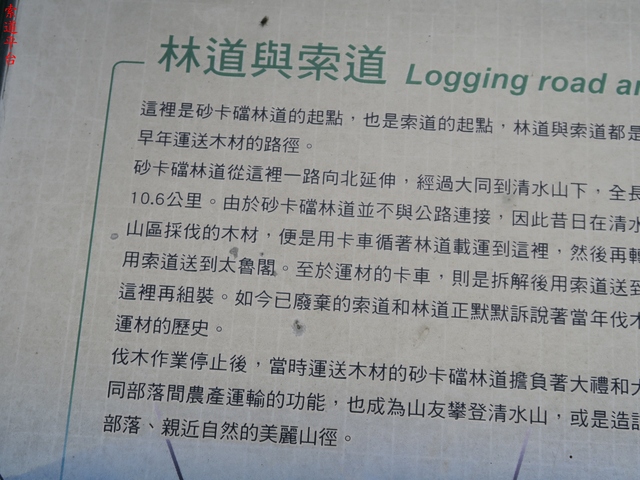 索道平台
林道與索道 Logging road an
這裡是砂卡礑林道的起點,也是索道的起點,林道與索道都是
早年運送木材的路徑。
砂卡礑林道從這裡一路向北延伸,經過大同到清水山下,全長
10.6公里。由於砂卡礑林道並不與公路連接,因此昔日在清水
山區採伐的木材,便是用卡車循著林道載運到這裡,然後再轉
用索道送到太魯閣。至於運材的卡車,則是拆解後用索道送到
這裡再組裝。如今已廢棄的索道和林道正默默訴說著當年伐木
運材的歷史。
伐木作業停止後,當時運送木材的砂卡礑林道擔負著大禮和大
同部落間農產運輸的功能,也成為山友攀登清水山,或是造訪
部落、親近自然的美麗山徑。